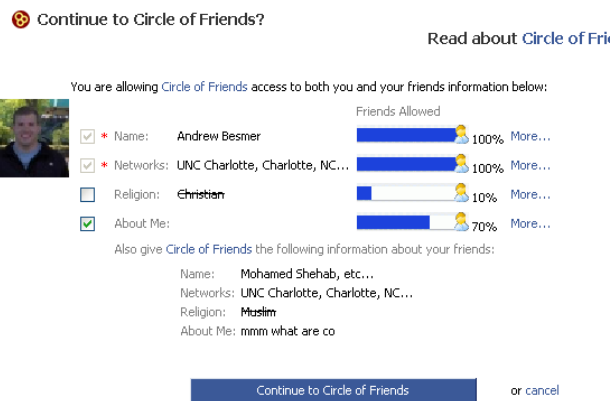 Continue to Circle of Friends?
Read about Circle of Frie
You are allowing Circle of Friends access to both you and your friends information below:
Friends Allowed
* Name: Andrew Besmer 100% More...
* Networks: UNC Charlotte, Charlotte, NC... 100% More...
Religion: Christian 10% More...
About Me: 70% More...
Also give Circle of Friends the following information about your friends:
Name: Mohamed Shehab, etc...
Networks: UNC Charlotte, Charlotte, NC...
Religion: Muslim
About Me: mmm what are co
Continue to Circle of Friends or cancel